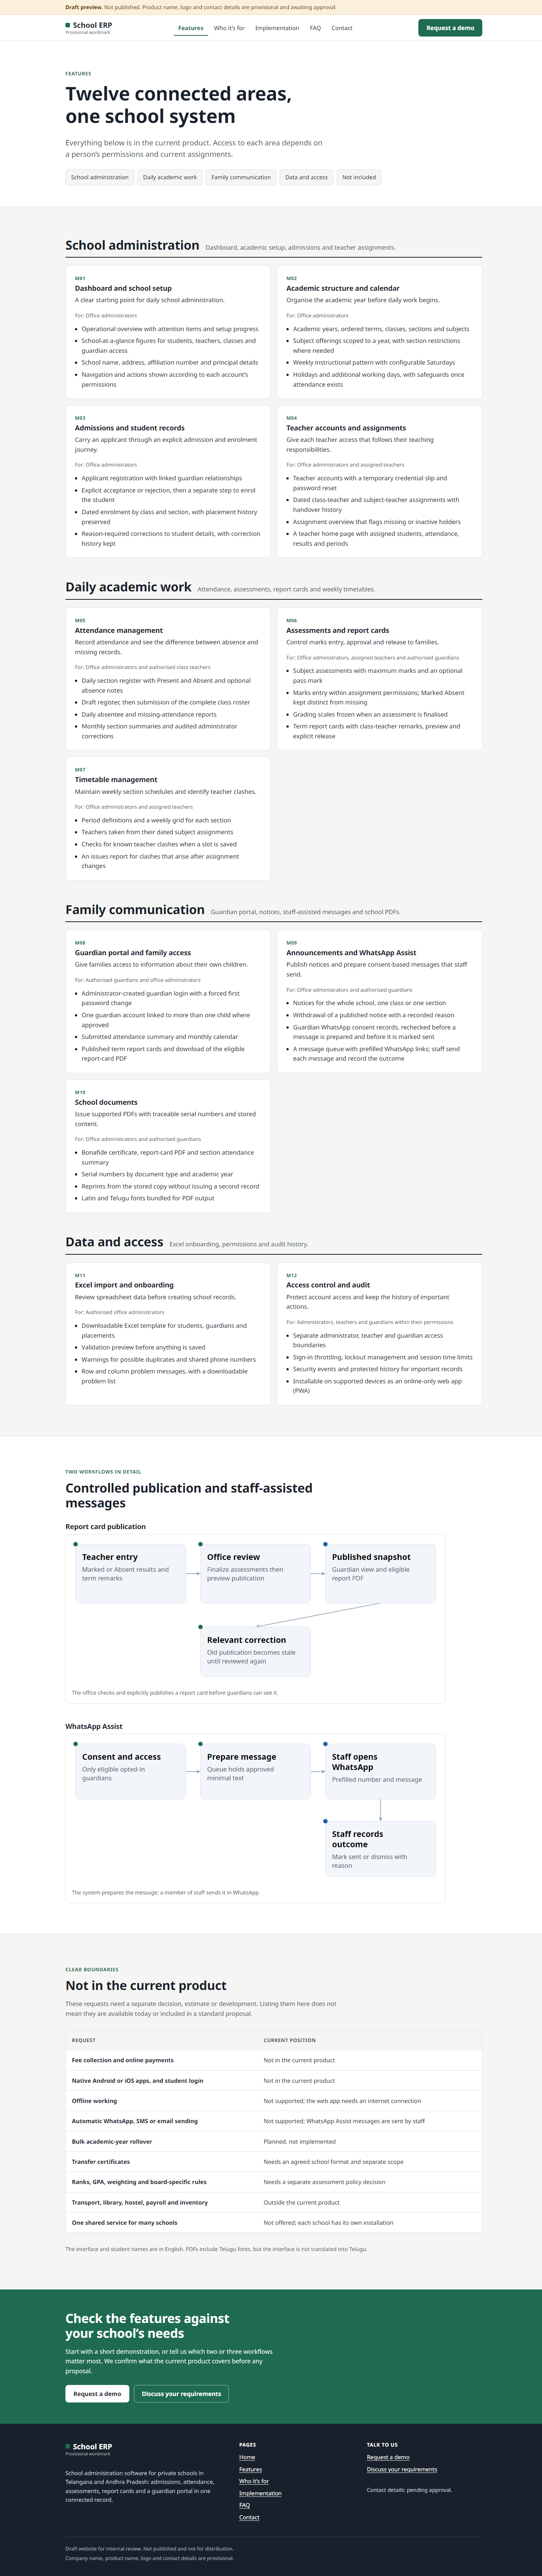 Draft preview. Not published. Product name, logo and contact details are provisional and awaiting approval.
School ERP
Provisional wordmark
Features
Who it's for
Implementation
FAQ
Contact
Request a demo
FEATURES
Twelve connected areas,
one school system
Everything below is in the current product. Access to each area depends on
a person's permissions and current assignments.
School administration
Daily academic work
Family communication
Data and access
Not included
School administration Dashboard, academic setup, admissions and teacher assignments.
M01
Dashboard and school setup
A clear starting point for daily school administration.
For: Office administrators
• Operational overview with attention items and setup progress
• School-at-a-glance figures for students, teachers, classes and
guardian access
• School name, address, affiliation number and principal details
• Navigation and actions shown according to each account's
permissions
M02
Academic structure and calendar
Organise the academic year before daily work begins.
For: Office administrators
• Academic years, ordered terms, classes, sections and subjects
• Subject offerings scoped to a year, with section restrictions
where needed
• Weekly instructional pattern with configurable Saturdays
• Holidays and additional working days, with safeguards once
attendance exists
M03
Admissions and student records
Carry an applicant through an explicit admission and enrolment
journey.
For: Office administrators
• Applicant registration with linked guardian relationships
• Explicit acceptance or rejection, then a separate step to enrol
the student
• Dated enrolment by class and section, with placement history
preserved
• Reason-required corrections to student details, with correction
history kept
M04
Teacher accounts and assignments
Give each teacher access that follows their teaching
responsibilities.
For: Office administrators and assigned teachers
• Teacher accounts with a temporary credential slip and
password reset
• Dated class-teacher and subject-teacher assignments with
handover history
• Assignment overview that flags missing or inactive holders
• A teacher home page with assigned students, attendance,
results and periods
Daily academic work Attendance, assessments, report cards and weekly timetables.
M05
Attendance management
Record attendance and see the difference between absence and
missing records.
For: Office administrators and authorised class teachers
• Daily section register with Present and Absent and optional
absence notes
• Draft register, then submission of the complete class roster
• Daily absentee and missing-attendance reports
• Monthly section summaries and audited administrator
corrections
M06
Assessments and report cards
Control marks entry, approval and release to families.
For: Office administrators, assigned teachers and authorised guardians
• Subject assessments with maximum marks and an optional
pass mark
• Marks entry within assignment permissions; Marked Absent
kept distinct from missing
• Grading scales frozen when an assessment is finalised
• Term report cards with class-teacher remarks, preview and
explicit release
M07
Timetable management
Maintain weekly section schedules and identify teacher clashes.
For: Office administrators and assigned teachers
• Period definitions and a weekly grid for each section
• Teachers taken from their dated subject assignments
• Checks for known teacher clashes when a slot is saved
• An issues report for clashes that arise after assignment
changes
Family communication Guardian portal, notices, staff-assisted messages and school PDFs.
M08
Guardian portal and family access
Give families access to information about their own children.
For: Authorised guardians and office administrators
• Administrator-created guardian login with a forced first
password change
• One guardian account linked to more than one child where
approved
• Submitted attendance summary and monthly calendar
• Published term report cards and download of the eligible
report-card PDF
M09
Announcements and WhatsApp Assist
Publish notices and prepare consent-based messages that staff
send.
For: Office administrators and authorised guardians
• Notices for the whole school, one class or one section
• Withdrawal of a published notice with a recorded reason
• Guardian WhatsApp consent records, rechecked before a
message is prepared and before it is marked sent
• A message queue with prefilled WhatsApp links; staff send
each message and record the outcome
M10
School documents
Issue supported PDFs with traceable serial numbers and stored
content.
For: Office administrators and authorised guardians
• Bonafide certificate, report-card PDF and section attendance
summary
• Serial numbers by document type and academic year
• Reprints from the stored copy without issuing a second record
• Latin and Telugu fonts bundled for PDF output
Data and access Excel onboarding, permissions and audit history.
M11
Excel import and onboarding
Review spreadsheet data before creating school records.
For: Authorised office administrators
• Downloadable Excel template for students, guardians and
placements
• Validation preview before anything is saved
• Warnings for possible duplicates and shared phone numbers
• Row and column problem messages, with a downloadable
problem list
M12
Access control and audit
Protect account access and keep the history of important
actions.
For: Administrators, teachers and guardians within their permissions
• Separate administrator, teacher and guardian access
boundaries
• Sign-in throttling, lockout management and session time limits
• Security events and protected history for important records
• Installable on supported devices as an online-only web app
(PWA)
TWO WORKFLOWS IN DETAIL
Controlled publication and staff-assisted
messages
Report card publication
Teacher entry
Marked or Absent results and
term remarks
Office review
Finalize assessments then
preview publication
Published snapshot
Guardian view and eligible
report PDF
Relevant correction
Old publication becomes stale
until reviewed again
The office checks and explicitly publishes a report card before guardians can see it.
WhatsApp Assist
Consent and access
Only eligible opted-in
guardians
Prepare message
Queue holds approved
minimal text
Staff opens
WhatsApp
Prefilled number and message
Staff records
outcome
Mark sent or dismiss with
reason
The system prepares the message; a member of staff sends it in WhatsApp.
CLEAR BOUNDARIES
Not in the current product
These requests need a separate decision, estimate or development. Listing them here does not
mean they are available today or included in a standard proposal.
REQUEST CURRENT POSITION
Fee collection and online payments Not in the current product
Native Android or iOS apps, and student login Not in the current product
Offline working Not supported; the web app needs an internet connection
Automatic WhatsApp, SMS or email sending Not supported; WhatsApp Assist messages are sent by staff
Bulk academic-year rollover Planned, not implemented
Transfer certificates Needs an agreed school format and separate scope
Ranks, GPA, weighting and board-specific rules Needs a separate assessment policy decision
Transport, library, hostel, payroll and inventory Outside the current product
One shared service for many schools Not offered; each school has its own installation
The interface and student names are in English. PDFs include Telugu fonts, but the interface is not translated into Telugu.
Check the features against
your school's needs
Start with a short demonstration, or tell us which two or three workflows
matter most. We confirm what the current product covers before any
proposal.
Request a demo
Discuss your requirements
School ERP
Provisional wordmark
School administration software for private schools in
Telangana and Andhra Pradesh: admissions, attendance,
assessments, report cards and a guardian portal in one
connected record.
PAGES
Home
Features
Who it's for
Implementation
FAQ
Contact
TALK TO US
Request a demo
Discuss your requirements
Contact details: pending approval.
Draft website for internal review. Not published and not for distribution.
Company name, product name, logo and contact details are provisional.